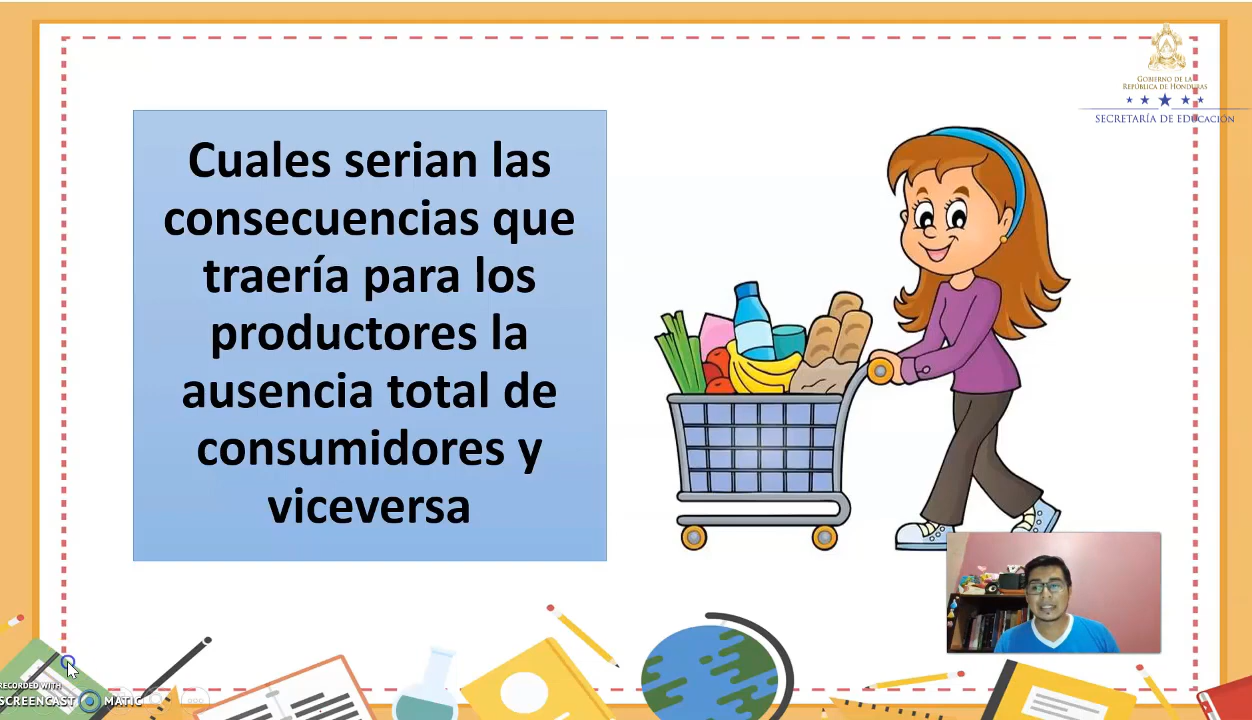 GOBIERNO DE LA
REPÚBLICA DE HONDURAS
SECRETARÍA DE EDUCACIÓN
Cuales serian las
consecuencias que
traería para los
productores la
ausencia total de
consumidores y
viceversa
RECORDED WITH
SCREENCAST MATIC